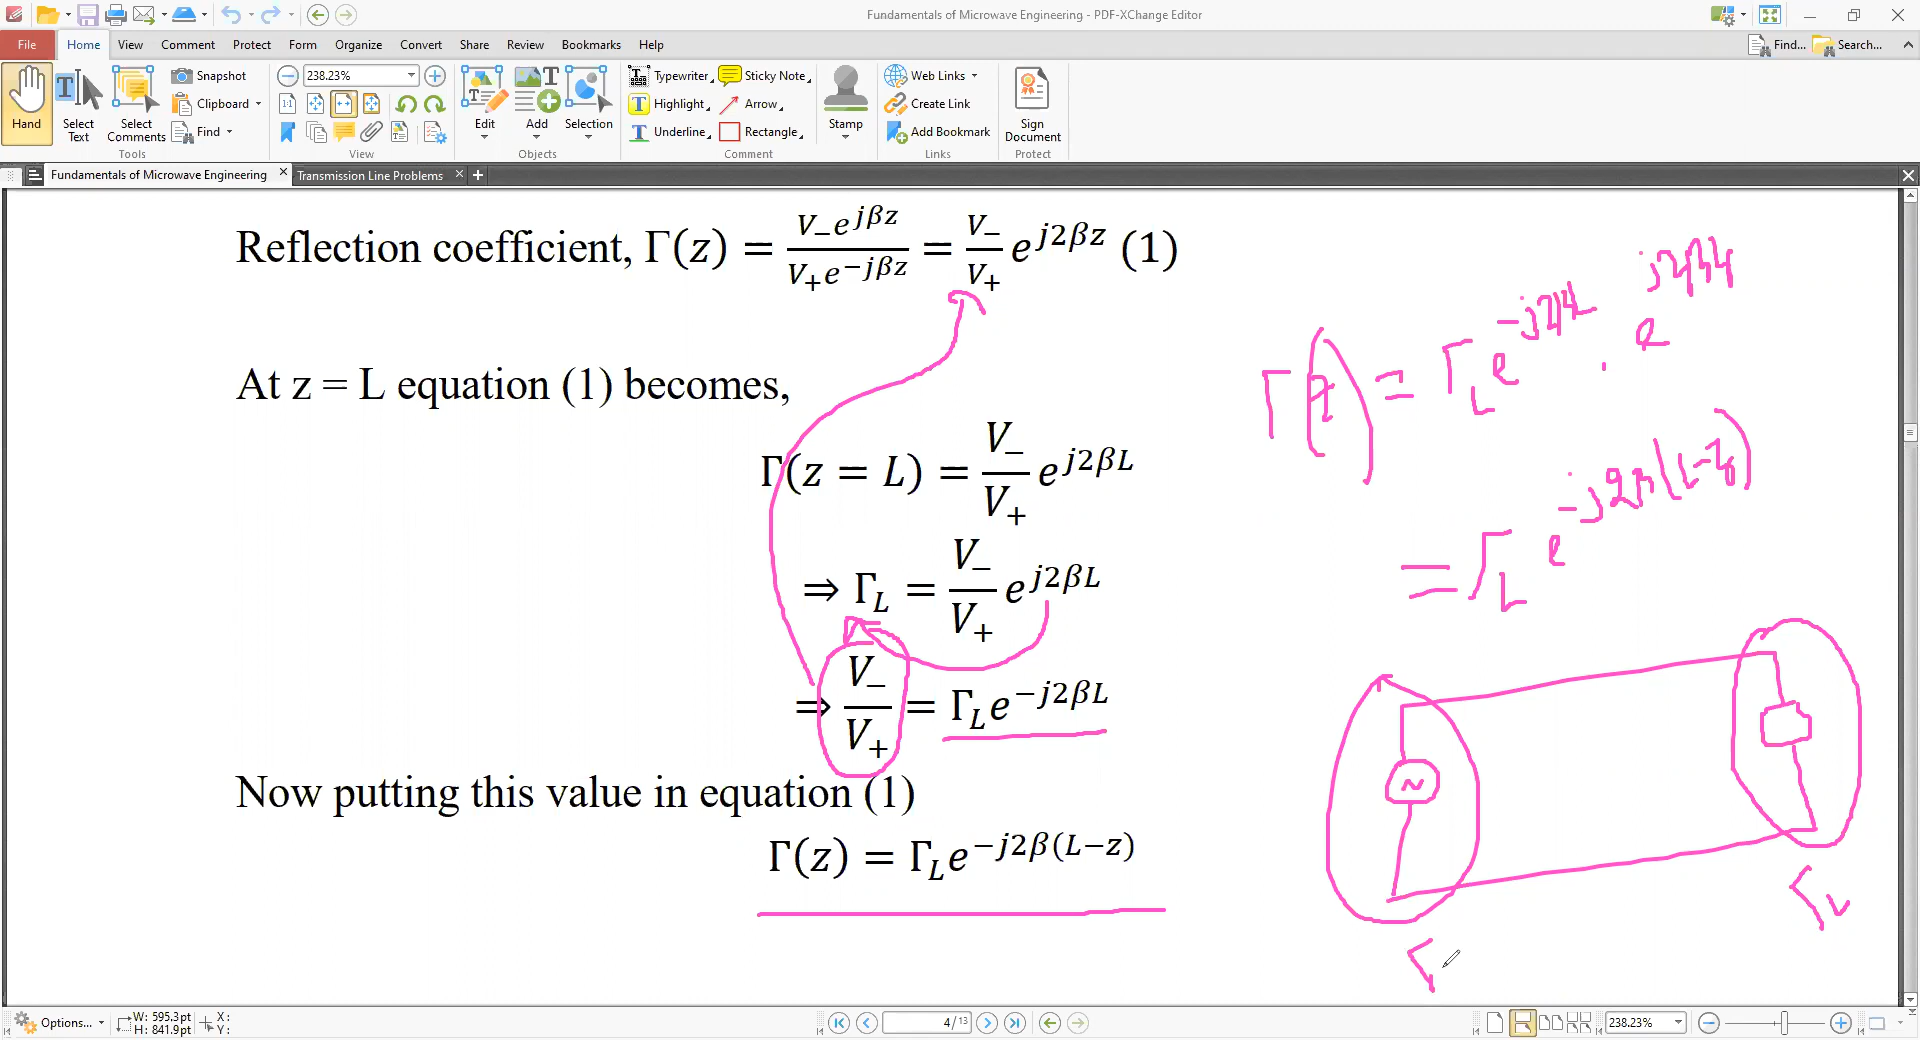 Fundamentals of Microwave Engineering - PDF-XChange Editor
File Home View Comment Protect Form Organize Convert Share Review Bookmarks Help Find... Search...
Hand
Select Text
Select Comments
Snapshot
Clipboard
Find
Tools
238.23%
View
Edit
Add
Selection
Objects
Typewriter
Highlight
Underline
Sticky Note
Arrow
Rectangle
Stamp
Comment
Web Links
Create Link
Add Bookmark
Links
Sign Document
Protect
Fundamentals of Microwave Engineering Transmission Line Problems
Reflection coefficient, Γ(z) = V₋e^{jβz} / V₊e^{−jβz} = V₋/V₊ e^{j2βz} (1)
At z = L equation (1) becomes,
Γ(z = L) = V₋/V₊ e^{j2βL}
⇒ Γ_L = V₋/V₊ e^{j2βL}
⇒ V₋/V₊ = Γ_L e^{−j2βL}
Now putting this value in equation (1)
Γ(z) = Γ_L e^{−j2β(L−z)}
= Γ_L e^{−j2β(L−z)}
Γ_L
Options...
W: 595.3pt
H: 841.9pt
X:
Y:
4 / 13
238.23%